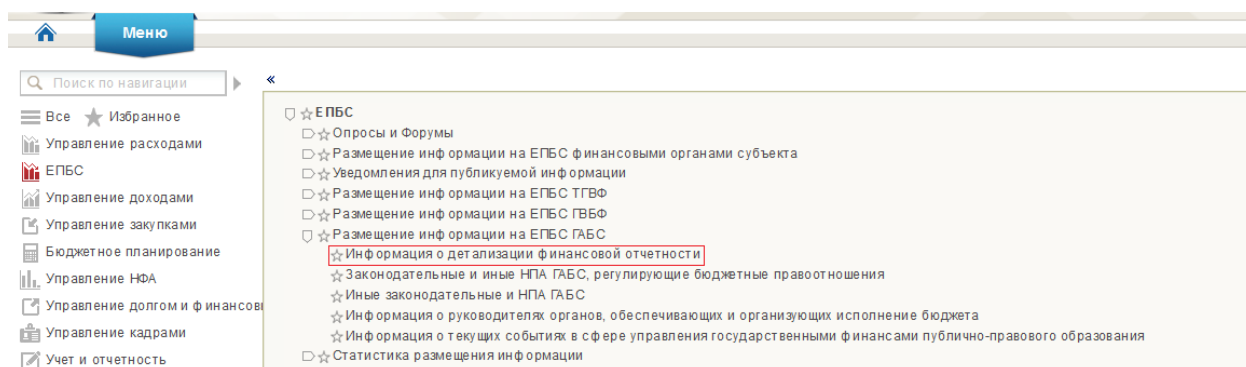 Меню
Поиск по навигации
«
Все Избранное
Управление расходами
ЕПБС
Управление доходами
Управление закупками
Бюджетное планирование
Управление НФА
Управление долгом и финансов
Управление кадрами
Учет и отчетность
ЕПБС
Опросы и Форумы
Размещение информации на ЕПБС финансовыми органами субъекта
Уведомления для публикуемой информации
Размещение информации на ЕПБС ТГВФ
Размещение информации на ЕПБС ГВБФ
Размещение информации на ЕПБС ГАБС
Информация о детализации финансовой отчетности
Законодательные и иные НПА ГАБС, регулирующие бюджетные правоотношения
Иные законодательные и НПА ГАБС
Информация о руководителях органов, обеспечивающих и организующих исполнение бюджета
Информация о текущих событиях в сфере управления государственными финансами публично-правового образования
Статистика размещения информации